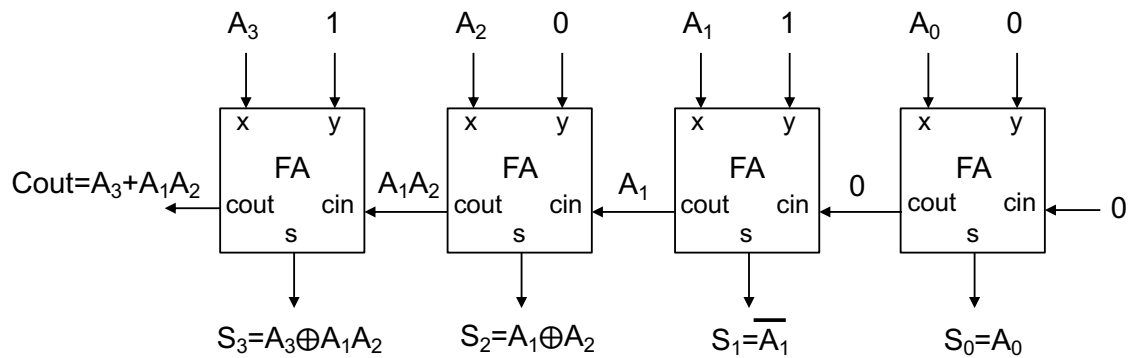 A₃ 1 A₂ 0 A₁ 1 A₀ 0
x y x y x y x y
FA FA FA FA
Cout=A₃+A₁A₂ A₁A₂ A₁ 0
cout cin cout cin cout cin cout cin 0
s s s s
S₃=A₃⊕A₁A₂ S₂=A₁⊕A₂ S₁=A̅₁ S₀=A₀